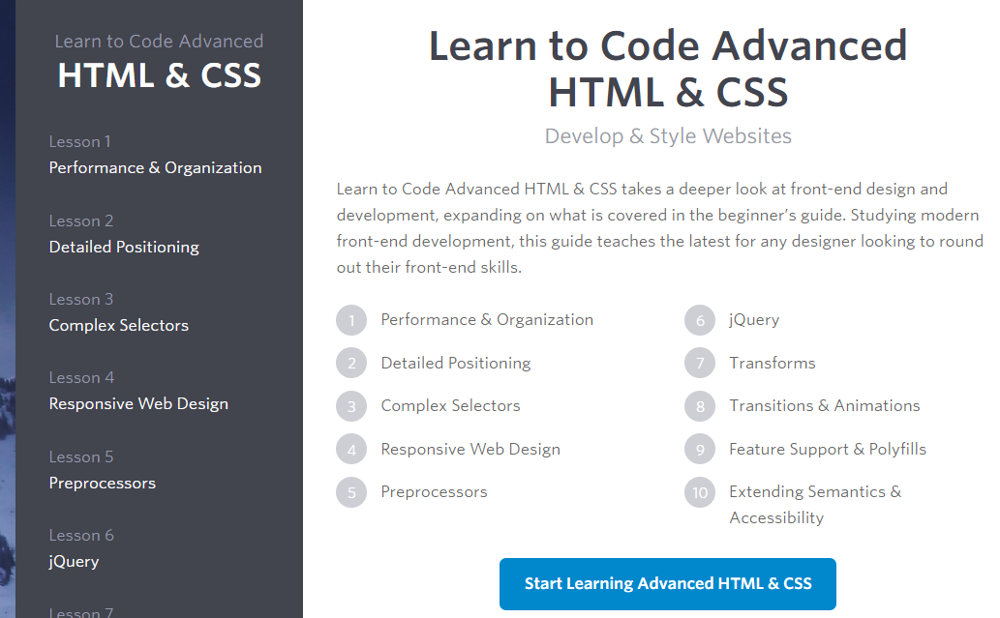 Learn to Code Advanced
HTML & CSS
Lesson 1
Performance & Organization
Lesson 2
Detailed Positioning
Lesson 3
Complex Selectors
Lesson 4
Responsive Web Design
Lesson 5
Preprocessors
Lesson 6
jQuery
Lesson 7
Learn to Code Advanced
HTML & CSS
Develop & Style Websites
Learn to Code Advanced HTML & CSS takes a deeper look at front-end design and
development, expanding on what is covered in the beginner’s guide. Studying modern
front-end development, this guide teaches the latest for any designer looking to round
out their front-end skills.
1 Performance & Organization
2 Detailed Positioning
3 Complex Selectors
4 Responsive Web Design
5 Preprocessors
6 jQuery
7 Transforms
8 Transitions & Animations
9 Feature Support & Polyfills
10 Extending Semantics &
Accessibility
Start Learning Advanced HTML & CSS